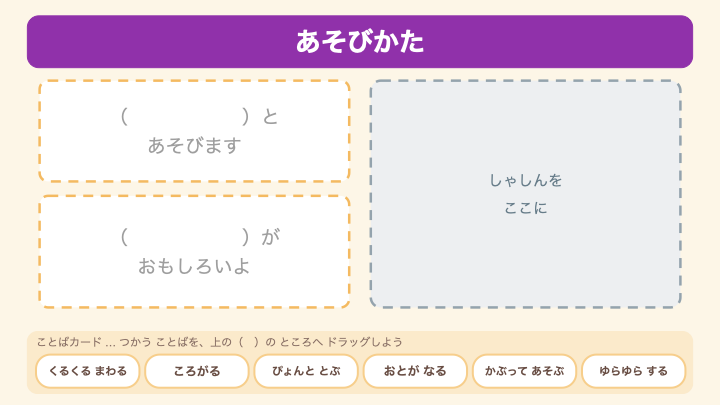 あそびかた
（　　　　　　）と
あそびます
（　　　　　　）が
おもしろいよ
しゃしんを
ここに
ことばカード … つかう ことばを、上の（　）の ところへ ドラッグしよう
くるくる まわる
ころがる
ぴょんと とぶ
おとが なる
かぶって あそぶ
ゆらゆら する